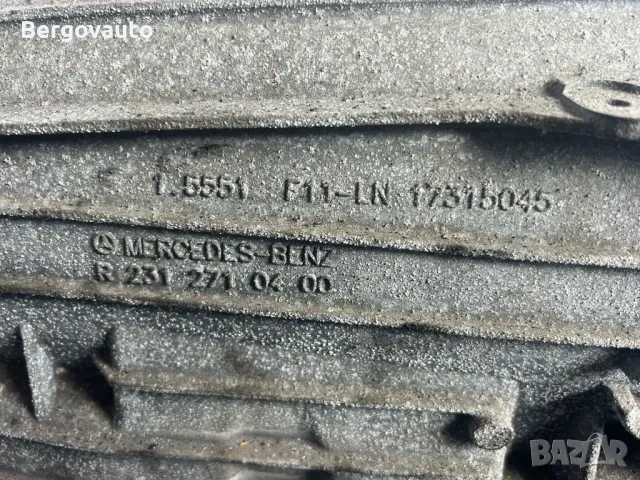 Bergovauto
1.5551 F11-LN 17315045
MERCEDES-BENZ
R 231 271 04 00
BAZAR